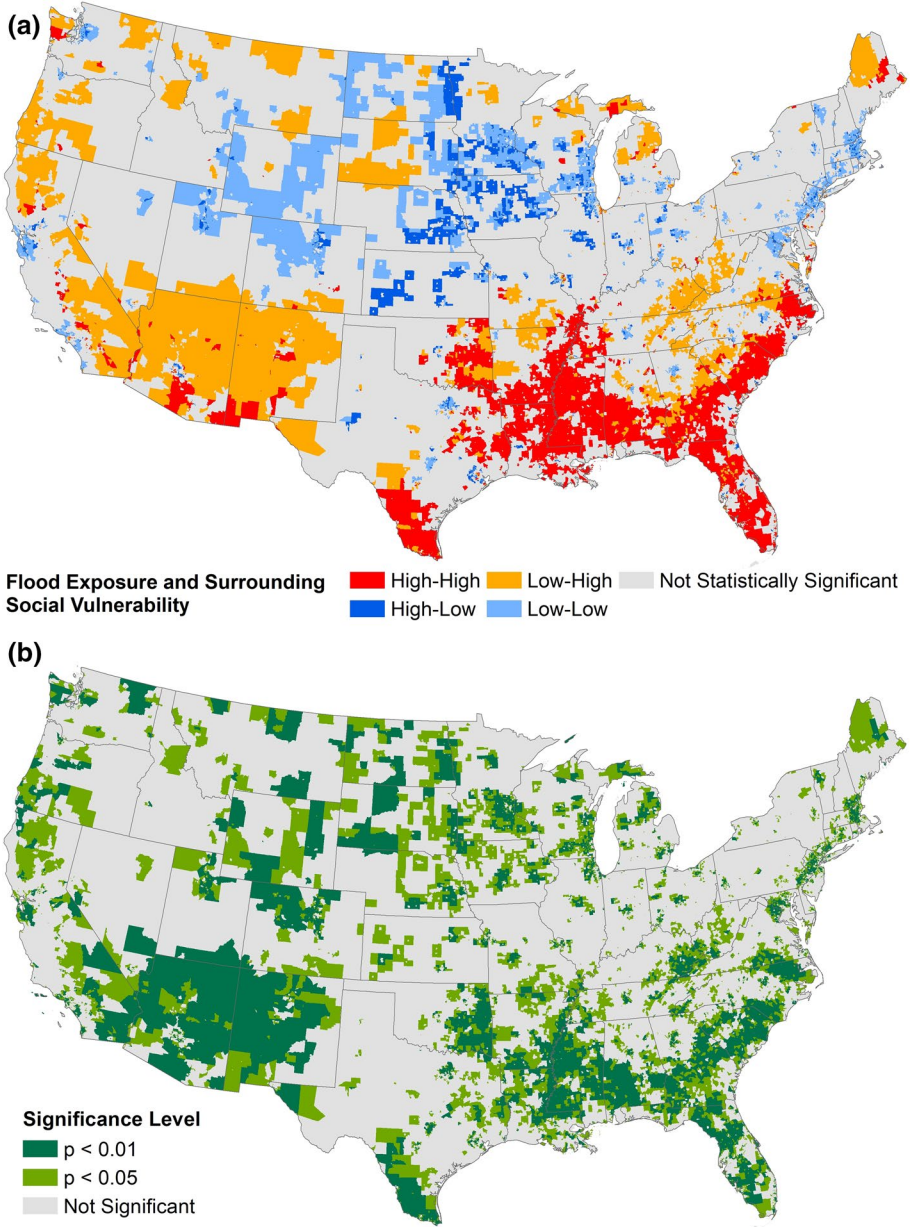 (a)
Flood Exposure and Surrounding
Social Vulnerability
High-High
Low-High
Not Statistically Significant
High-Low
Low-Low
(b)
Significance Level
p < 0.01
p < 0.05
Not Significant